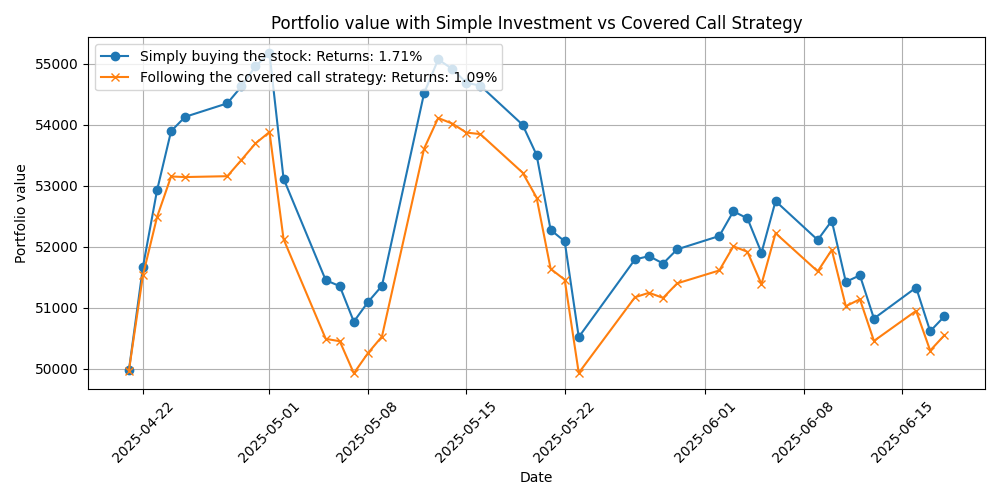 Portfolio value with Simple Investment vs Covered Call Strategy
Simply buying the stock: Returns: 1.71%
Following the covered call strategy: Returns: 1.09%
Portfolio value
55000
54000
53000
52000
51000
50000
2025-04-22
2025-05-01
2025-05-08
2025-05-15
2025-05-22
2025-06-01
2025-06-08
2025-06-15
Date